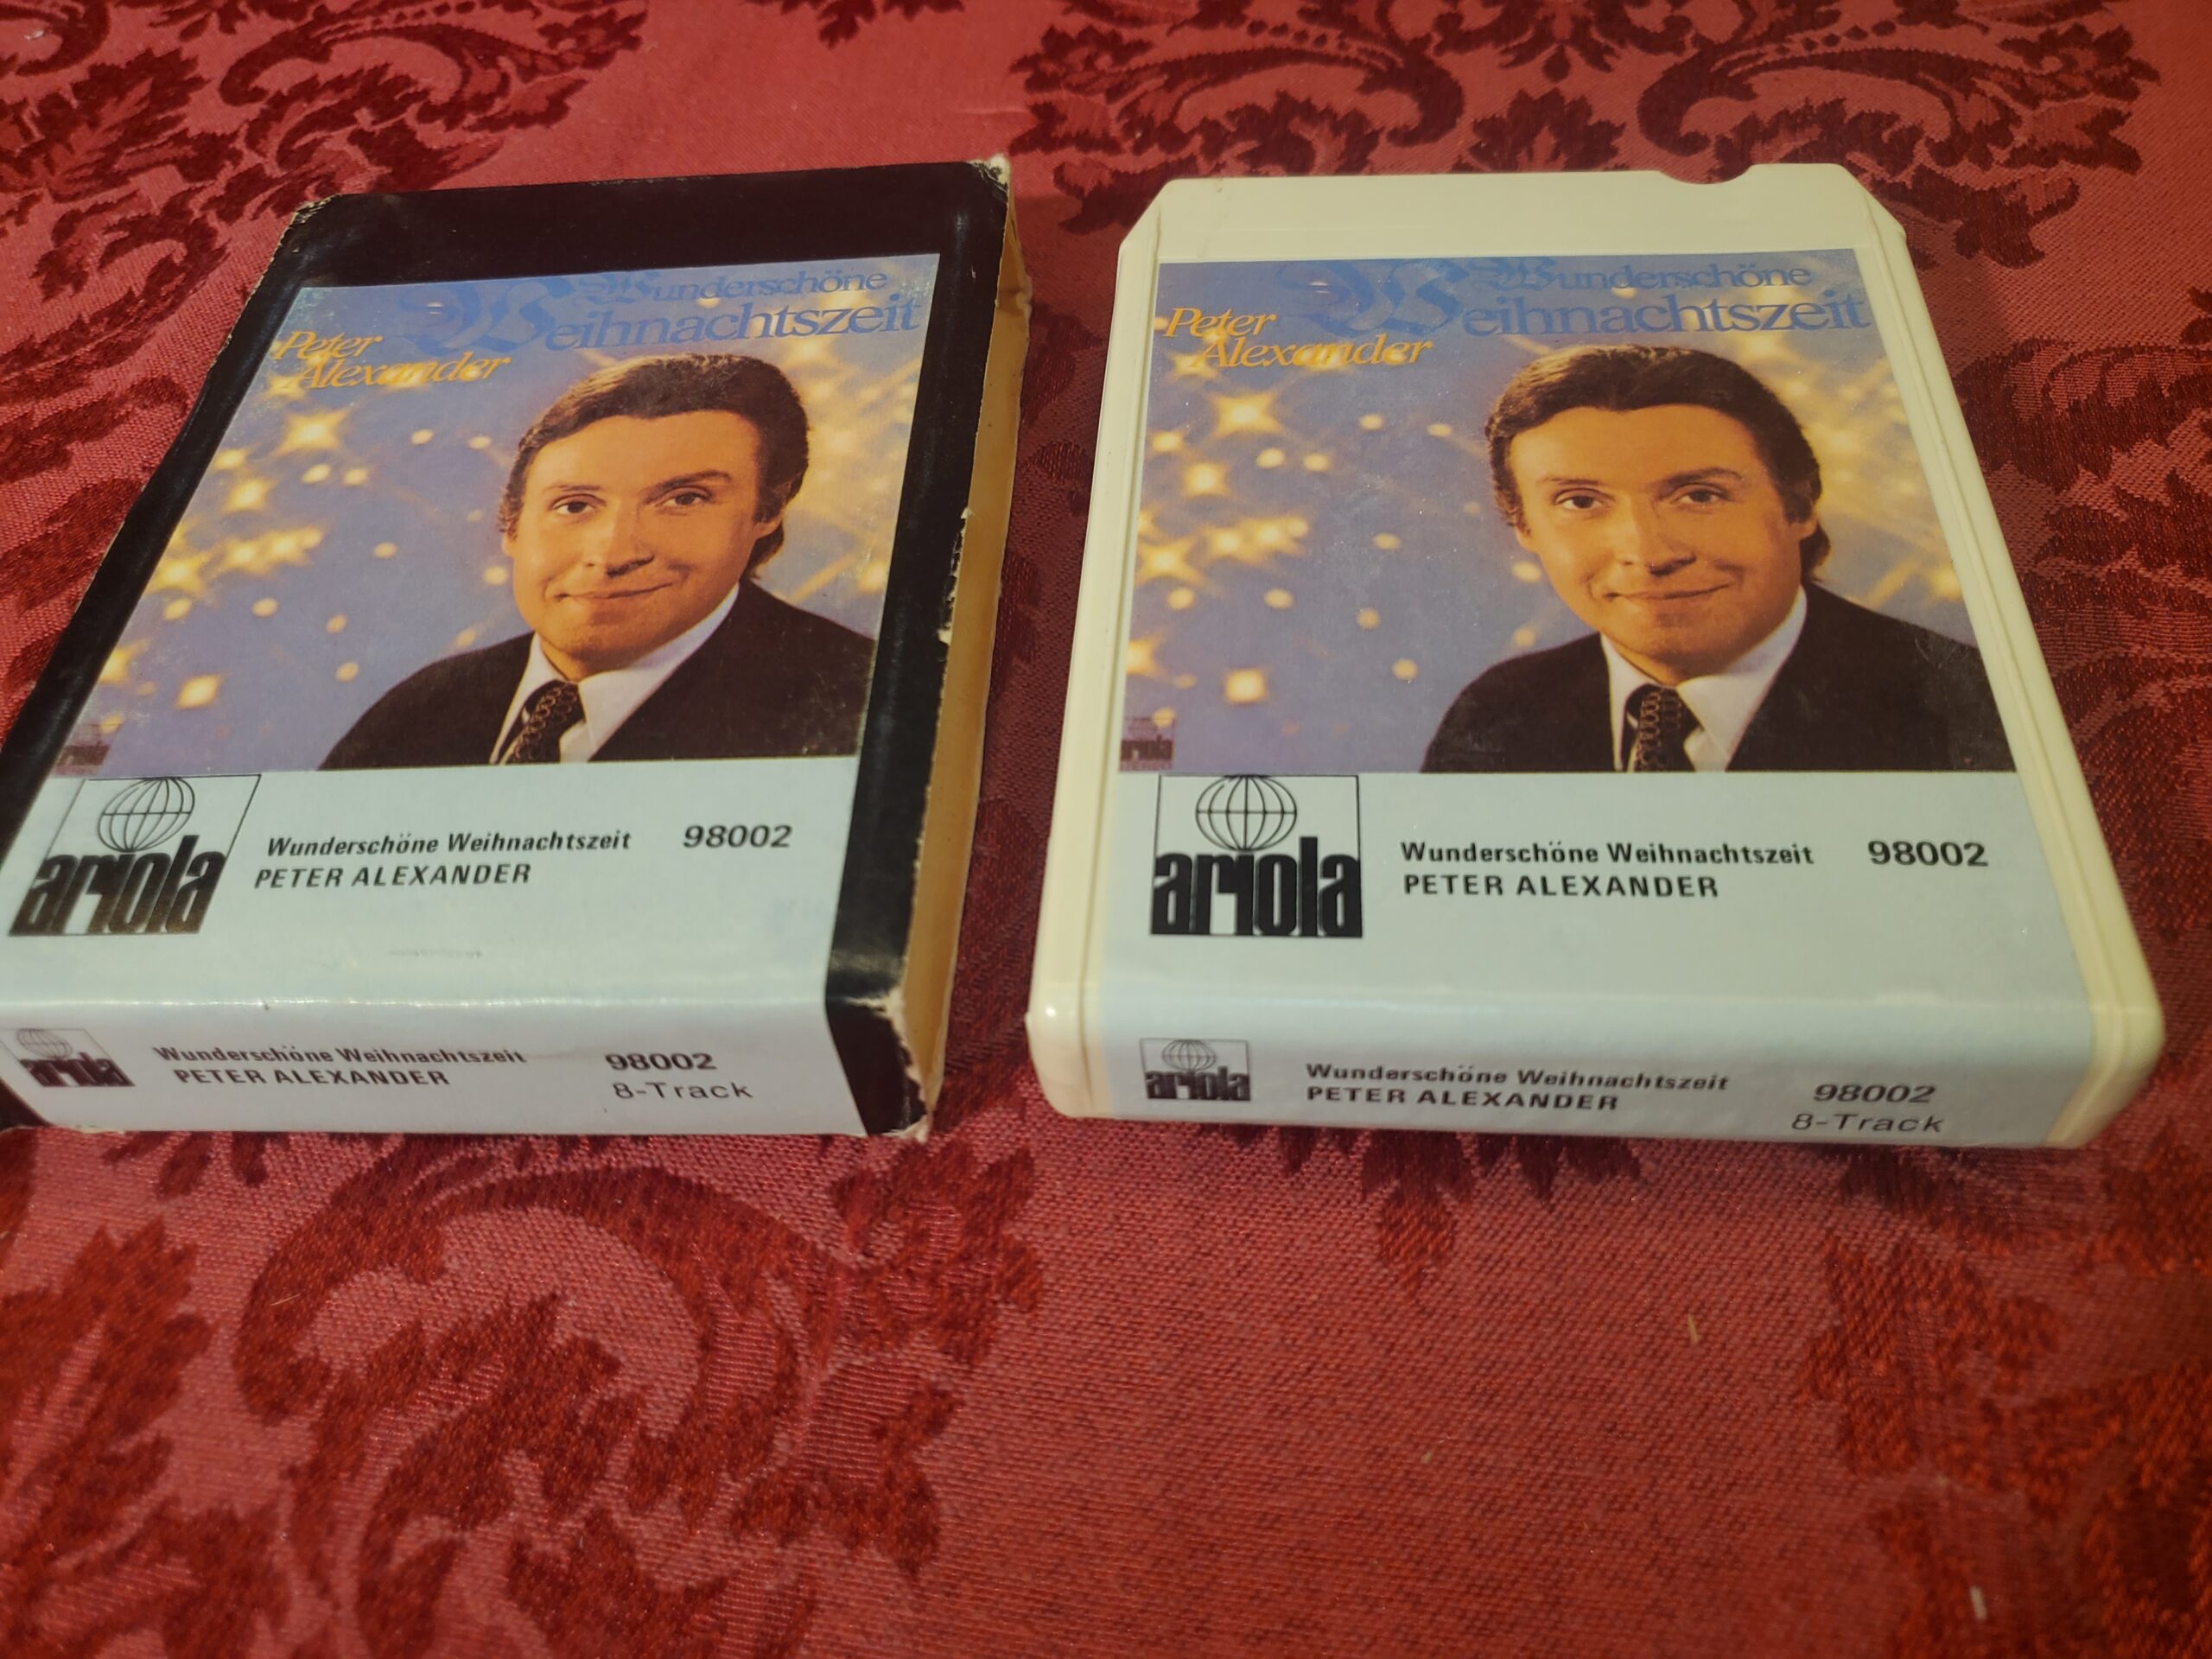 Wunderschöne
Weihnachtszeit
Peter
Alexander
ariola
Wunderschöne Weihnachtszeit 98002
PETER ALEXANDER
ariola
Wunderschöne Weihnachtszeit 98002
PETER ALEXANDER 8-Track
Wunderschöne
Weihnachtszeit
Peter
Alexander
ariola
ariola
Wunderschöne Weihnachtszeit 98002
PETER ALEXANDER
ariola
Wunderschöne Weihnachtszeit 98002
PETER ALEXANDER 8-Track